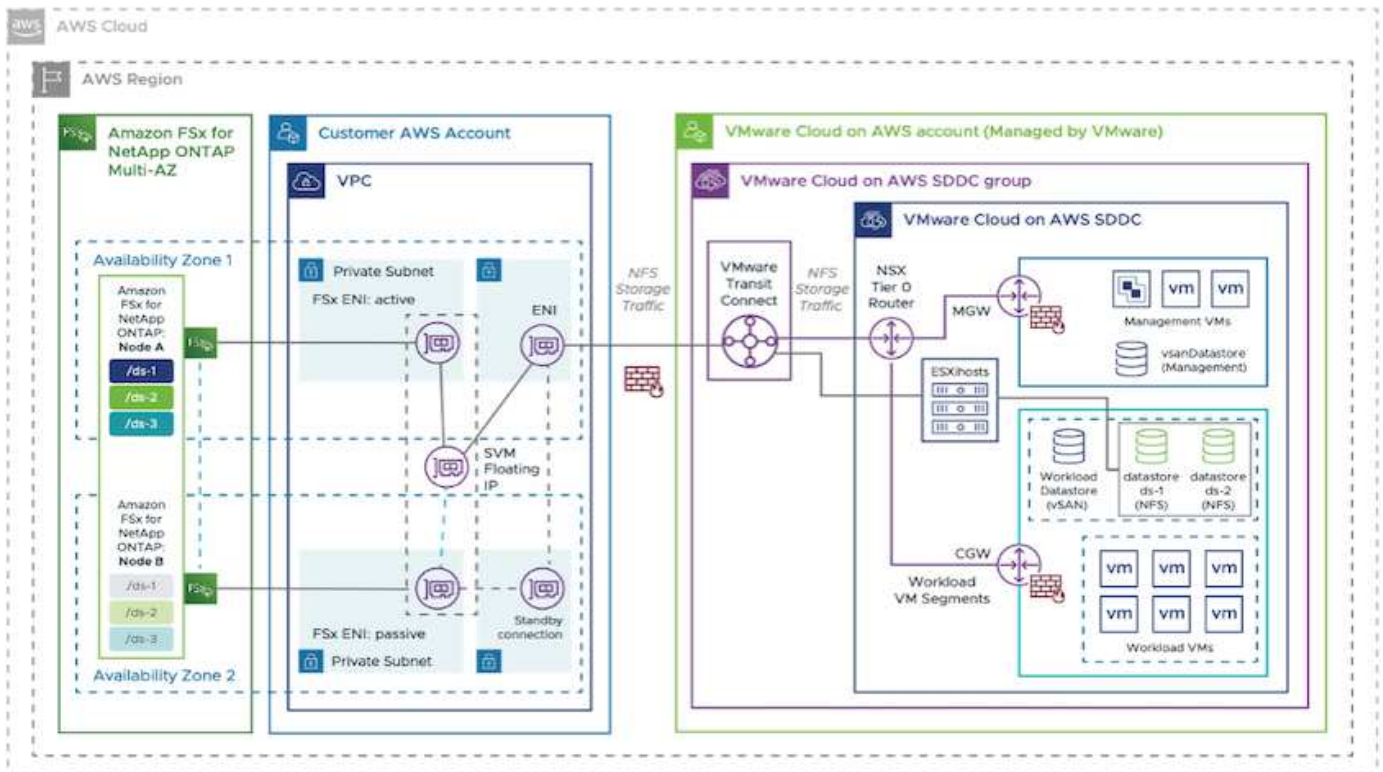 aws
AWS Cloud
AWS Region
FSx
Amazon FSx for
NetApp ONTAP
Multi-AZ
Customer AWS Account
VPC
VMware Cloud on AWS account (Managed by VMware)
VMware Cloud on AWS SDDC group
VMware Cloud on AWS SDDC
Availability Zone 1
Amazon
FSx for
NetApp
ONTAP:
Node A
/ds-1
/ds-2
/ds-3
FSx
Private Subnet
FSx ENI: active
ENI
SVM
Floating
IP
Amazon
FSx for
NetApp
ONTAP:
Node B
/ds-1
/ds-2
/ds-3
FSx
FSx ENI: passive
Private Subnet
Standby
connection
Availability Zone 2
NFS
Storage
Traffic
VMware
Transit
Connect
NFS
Storage
Traffic
NSX
Tier 0
Router
MGW
vm
vm
Management VMs
vsanDatastore
(Management)
ESXihosts
Workload
Datastore
(vSAN)
datastore
ds-1
(NFS)
datastore
ds-2
(NFS)
CGW
Workload
VM Segments
vm vm vm
vm vm vm
Workload VMs